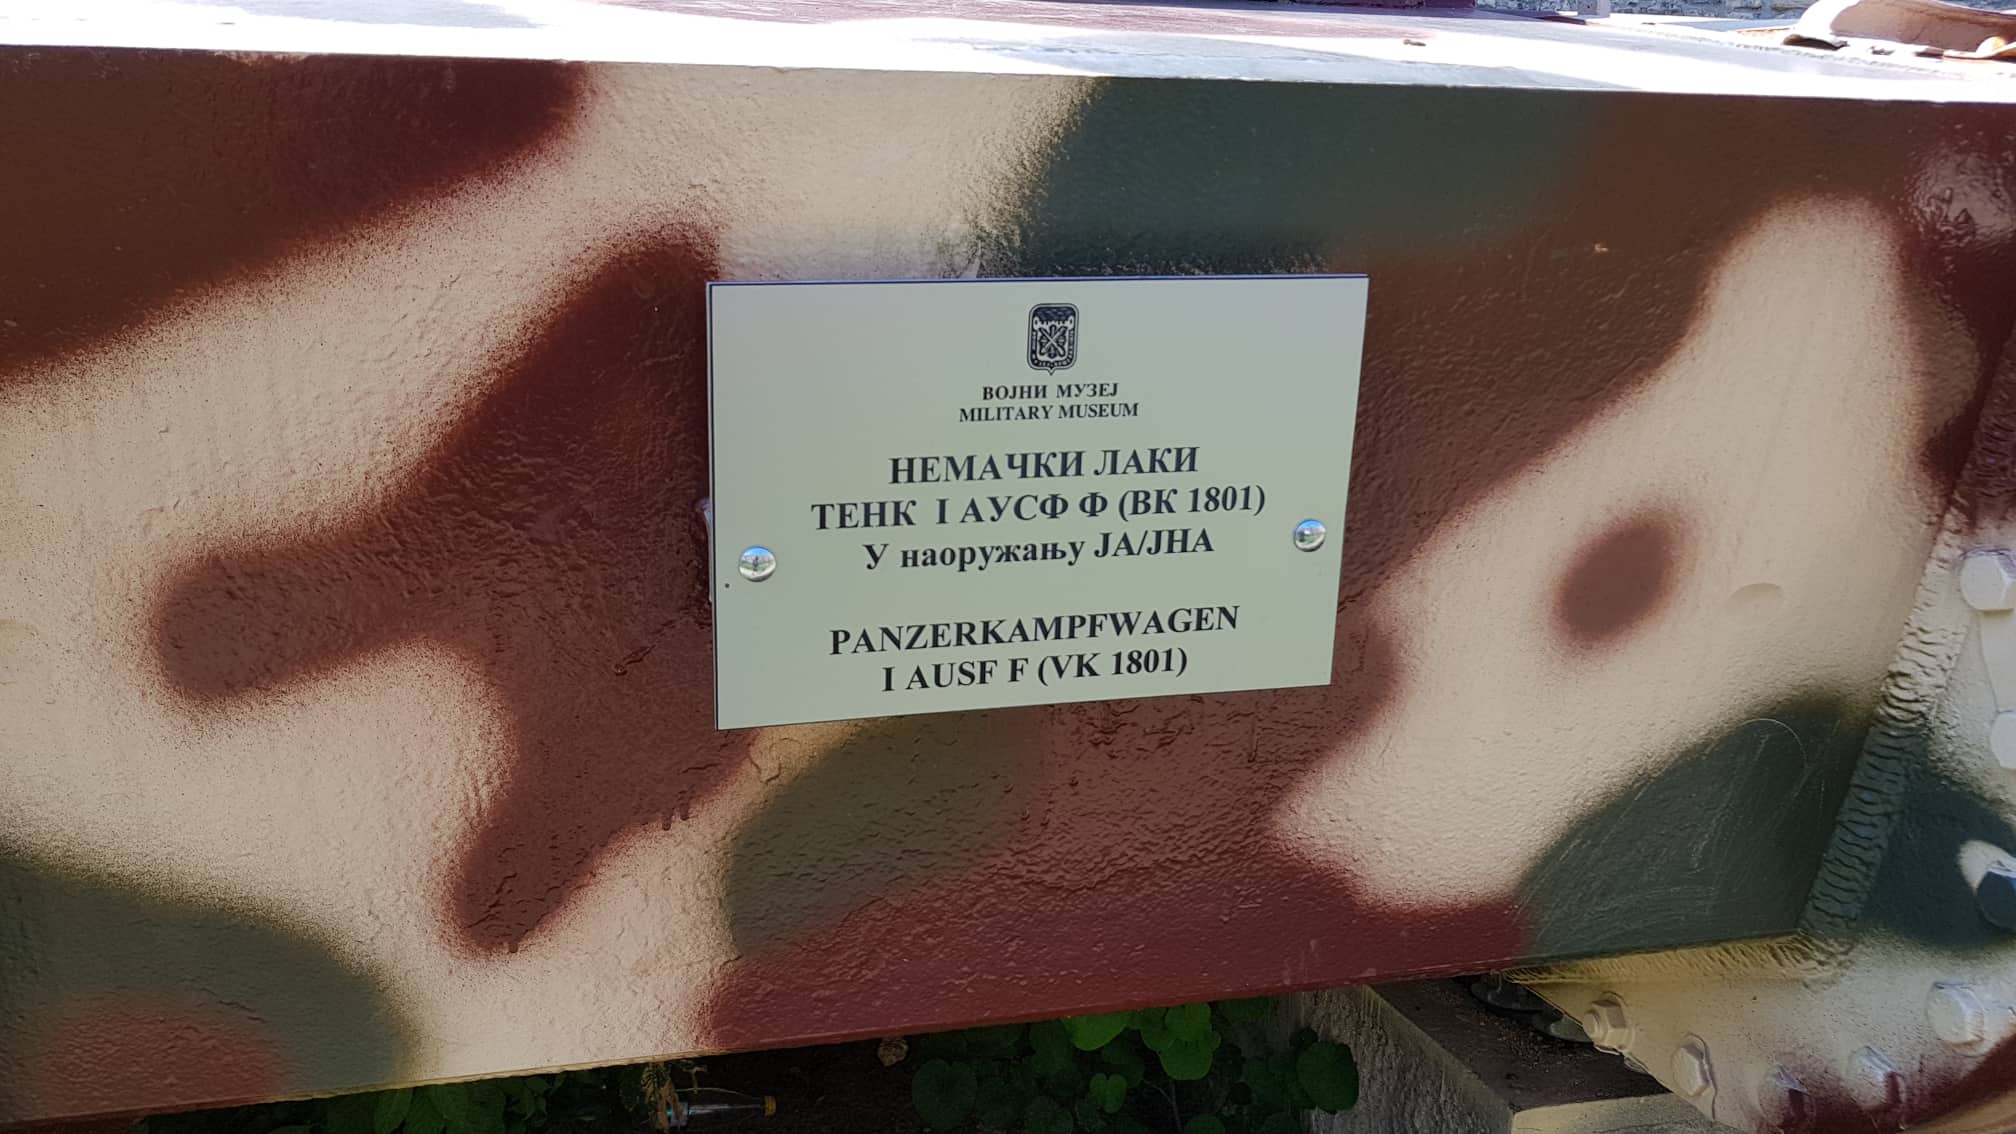 ВОЈНИ МУЗЕЈ
MILITARY MUSEUM
НЕМАЧКИ ЛАКИ
ТЕНК I АУСФ Ф (ВК 1801)
У наоружању ЈА/ЈНА
PANZERKAMPFWAGEN
I AUSF F (VK 1801)